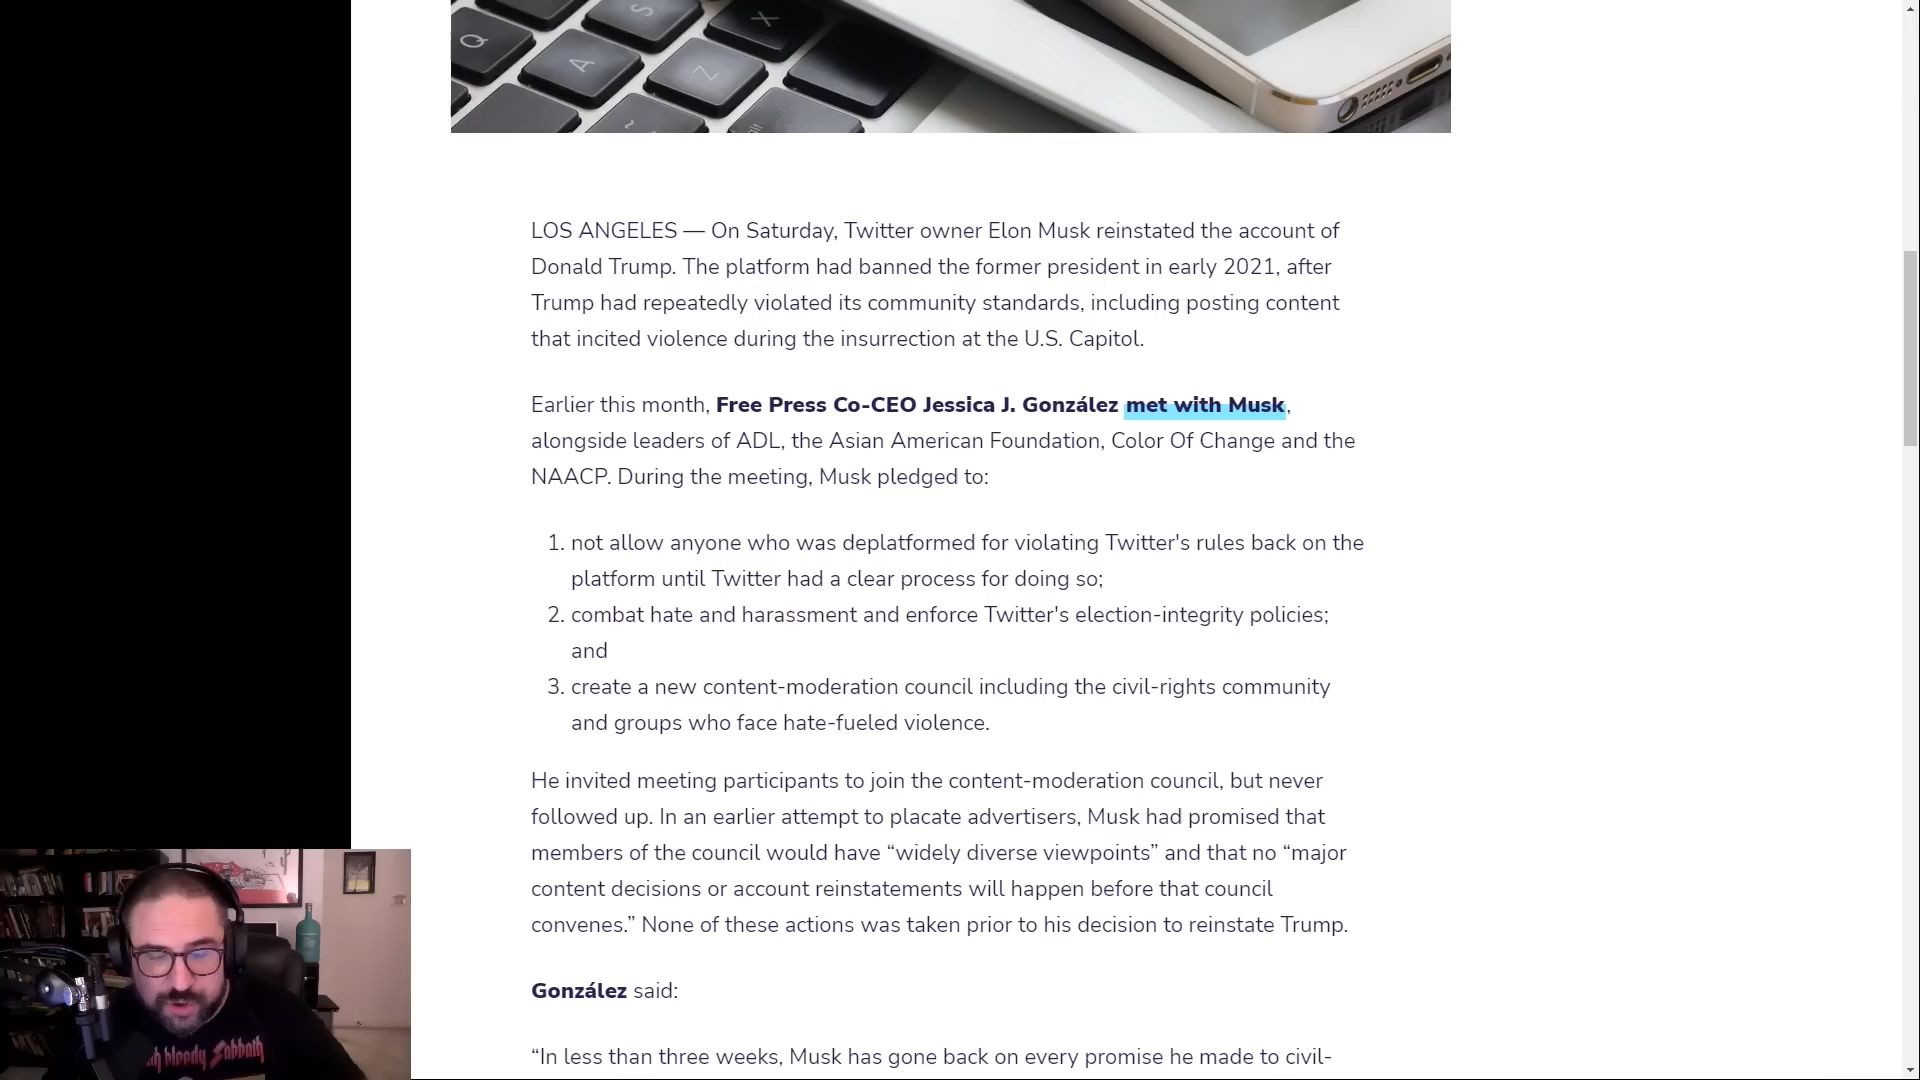 Q
S
X
A
Z
LOS ANGELES — On Saturday, Twitter owner Elon Musk reinstated the account of
Donald Trump. The platform had banned the former president in early 2021, after
Trump had repeatedly violated its community standards, including posting content
that incited violence during the insurrection at the U.S. Capitol.
Earlier this month, Free Press Co-CEO Jessica J. González met with Musk,
alongside leaders of ADL, the Asian American Foundation, Color Of Change and the
NAACP. During the meeting, Musk pledged to:
1. not allow anyone who was deplatformed for violating Twitter's rules back on the
platform until Twitter had a clear process for doing so;
2. combat hate and harassment and enforce Twitter's election-integrity policies;
and
3. create a new content-moderation council including the civil-rights community
and groups who face hate-fueled violence.
He invited meeting participants to join the content-moderation council, but never
followed up. In an earlier attempt to placate advertisers, Musk had promised that
members of the council would have “widely diverse viewpoints” and that no “major
content decisions or account reinstatements will happen before that council
convenes.” None of these actions was taken prior to his decision to reinstate Trump.
González said:
“In less than three weeks, Musk has gone back on every promise he made to civil-
bloody Sabbath